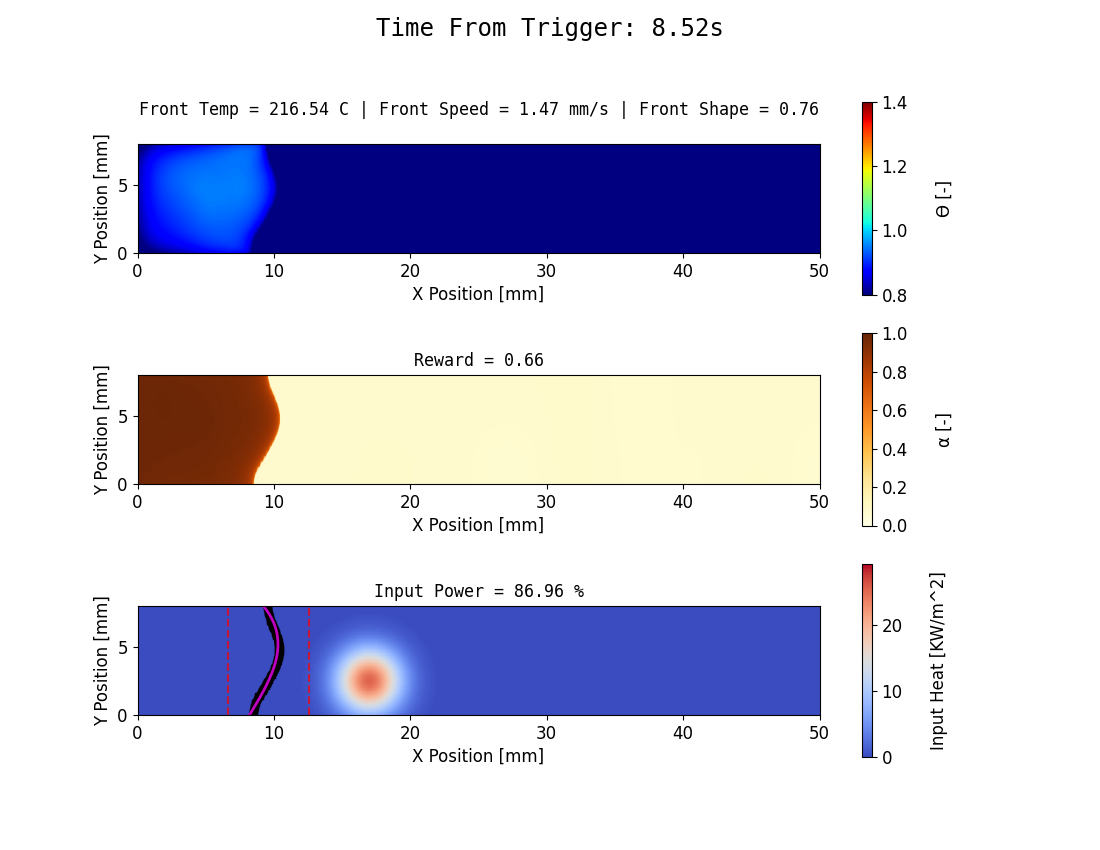 Time From Trigger: 8.52s
Front Temp = 216.54 C | Front Speed = 1.47 mm/s | Front Shape = 0.76
Y Position [mm]
5
0
0 10 20 30 40 50
X Position [mm]
1.4
1.2
1.0
0.8
Θ [-]
Reward = 0.66
Y Position [mm]
5
0
0 10 20 30 40 50
X Position [mm]
1.0
0.8
0.6
0.4
0.2
0.0
α [-]
Input Power = 86.96 %
Y Position [mm]
5
0
0 10 20 30 40 50
X Position [mm]
20
10
0
Input Heat [KW/m^2]